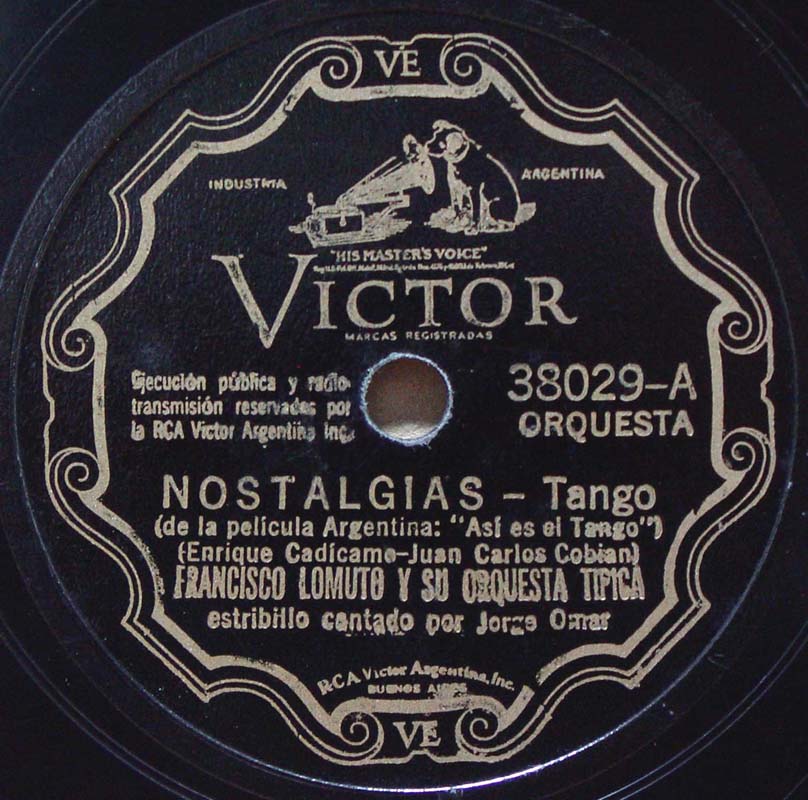 VE
INDUSTRIA ARGENTINA
"HIS MASTER'S VOICE"
VICTOR
MARCAS REGISTRADAS
Ejecución pública y radio-
transmisión reservadas por
la RCA Victor Argentina Inc.
38029-A
ORQUESTA
NOSTALGIAS - Tango
(de la película Argentina: "Así es el Tango")
(Enrique Cadícamo-Juan Carlos Cobian)
FRANCISCO LOMUTO Y SU ORQUESTA TIPICA
estribillo cantado por Jorge Omar
RCA Victor Argentina, Inc.
BUENOS AIRES
VE